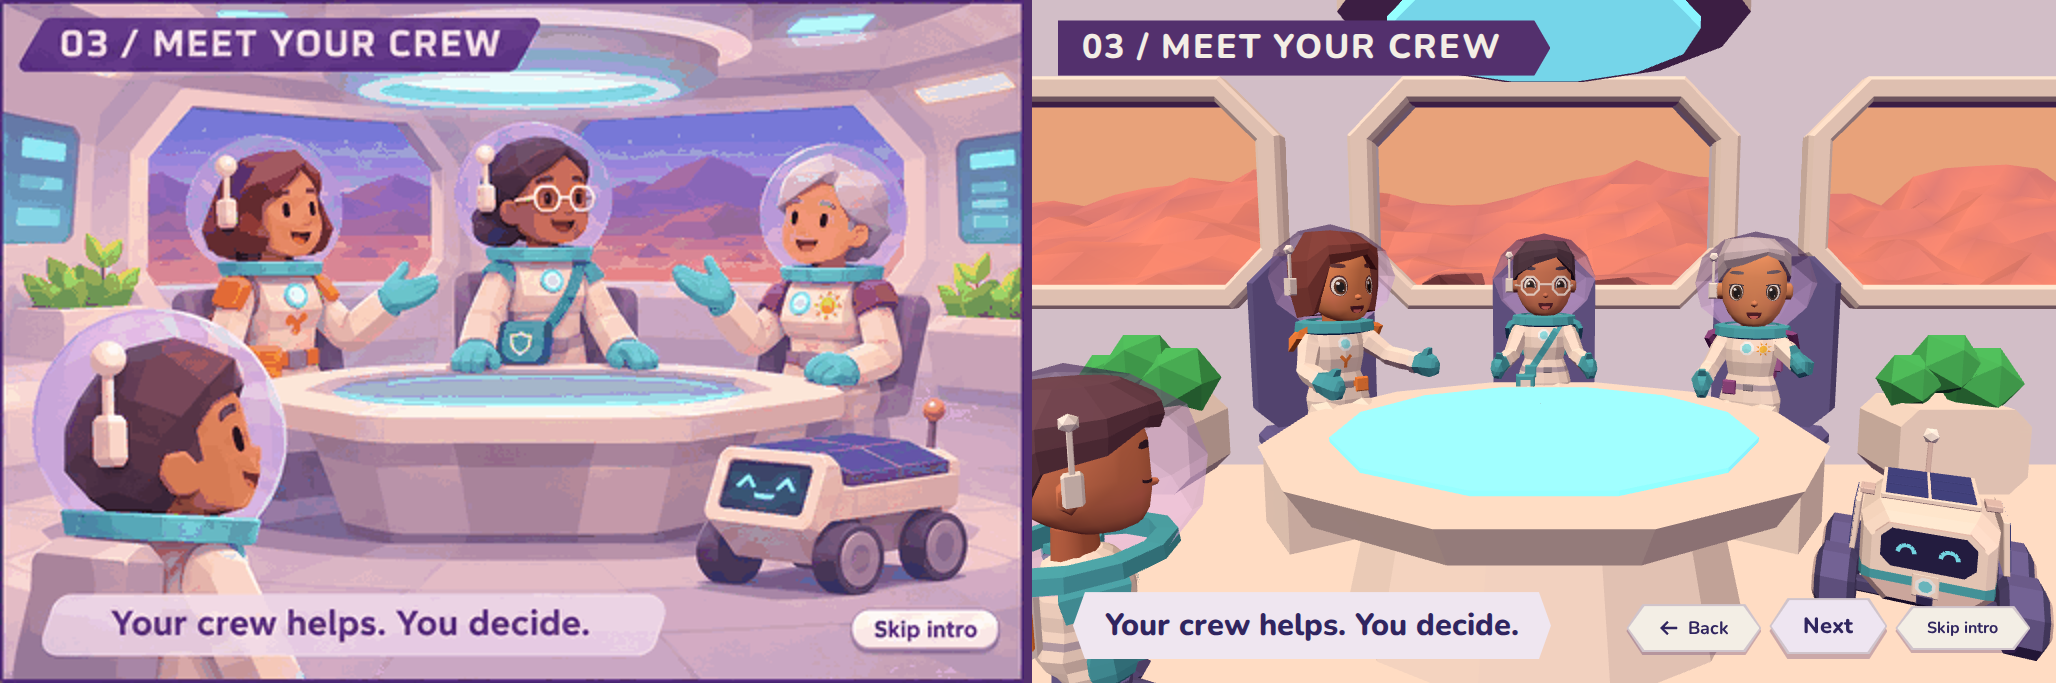 03 / MEET YOUR CREW
Your crew helps. You decide.
Skip intro
03 / MEET YOUR CREW
Your crew helps. You decide.
← Back
Next
Skip intro